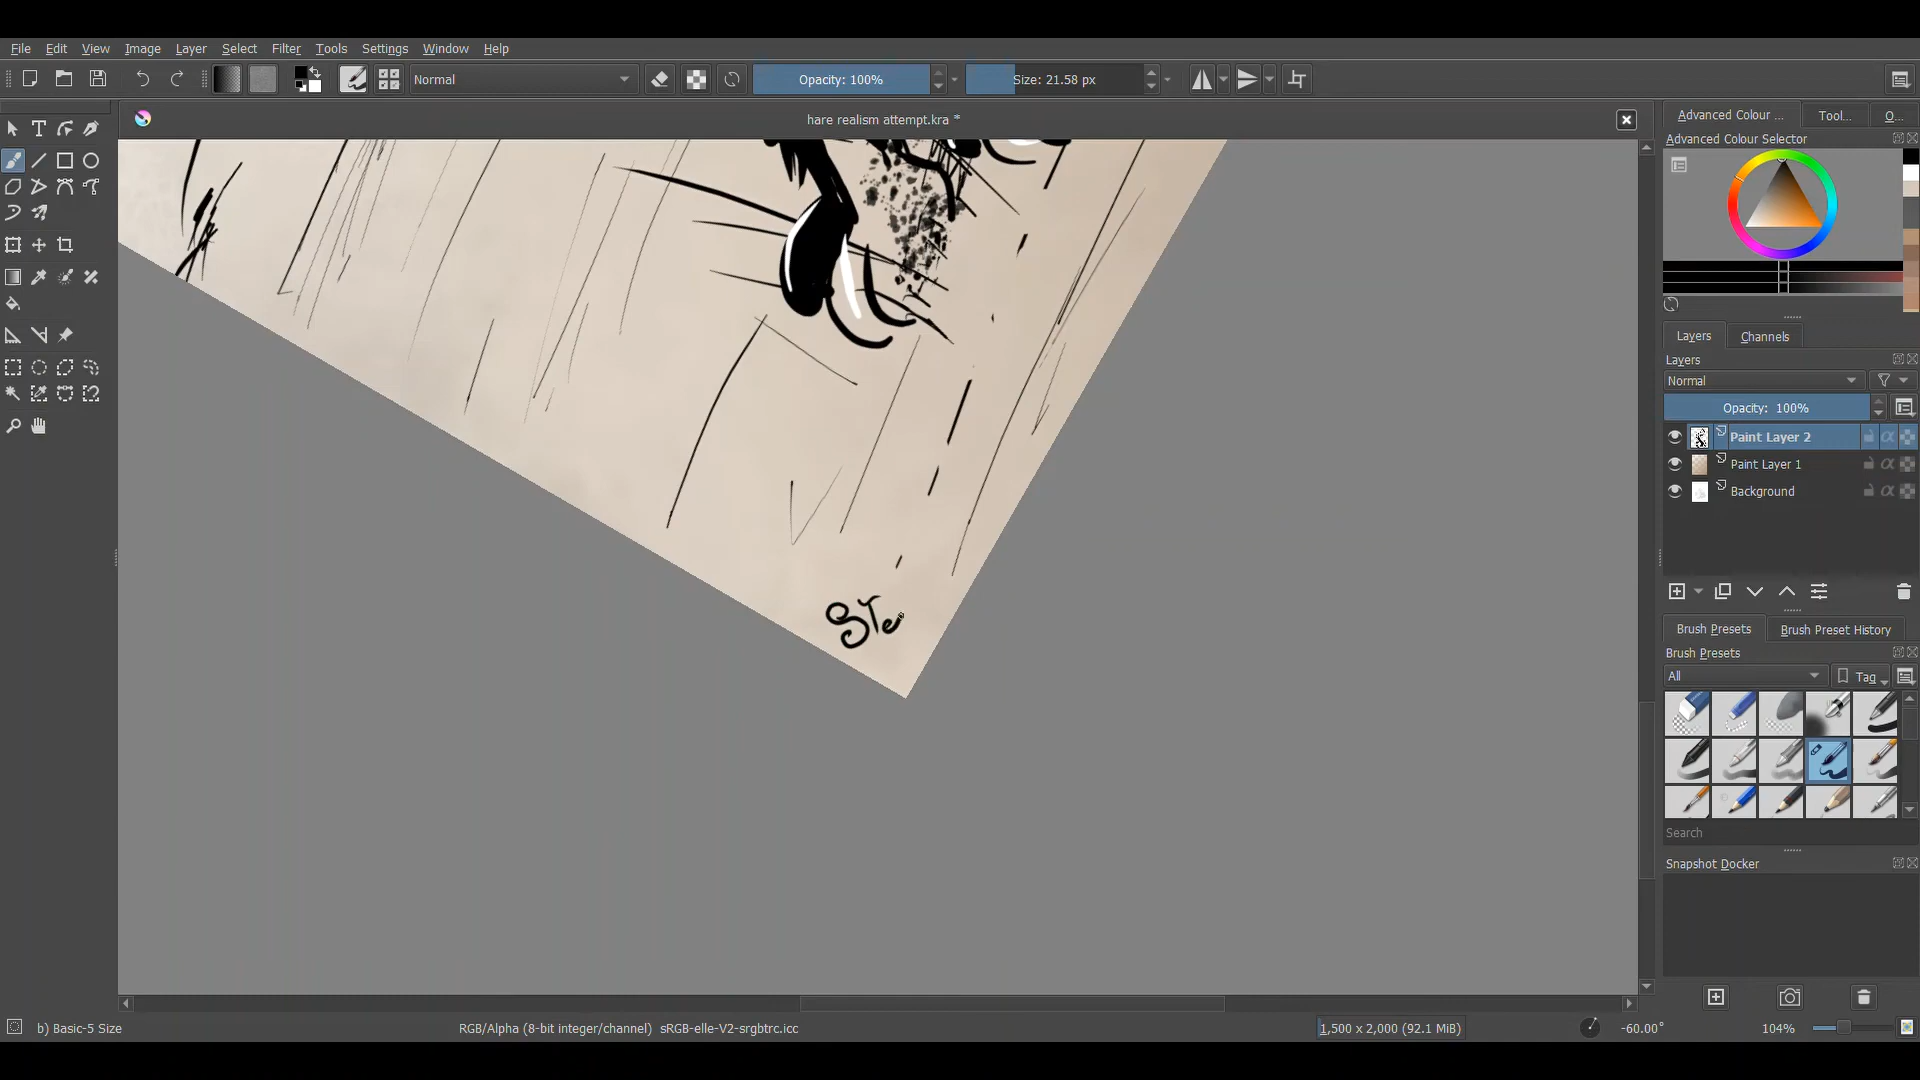 File Edit View Image Layer Select Filter Tools Settings Window Help
Normal Opacity: 100% Size: 21.58 px
hare realism attempt.kra *
Advanced Colour ... Tool... O...
Advanced Colour Selector
Layers Channels
Layers
Normal
Opacity: 100%
Paint Layer 2
Paint Layer 1
Background
Brush Presets Brush Preset History
Brush Presets
All Tag
Search
Snapshot Docker
STe
b) Basic-5 Size RGB/Alpha (8-bit integer/channel) sRGB-elle-V2-srgbtrc.icc 1,500 x 2,000 (92.1 MiB) -60.00° 104%